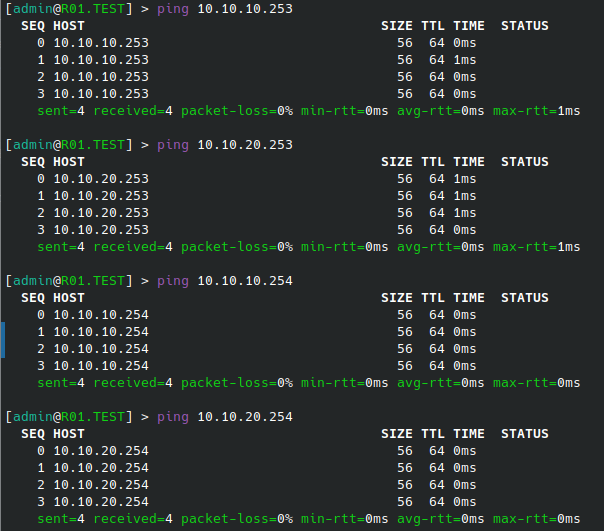 [admin@R01.TEST] > ping 10.10.10.253
SEQ HOST SIZE TTL TIME STATUS
0 10.10.10.253 56 64 0ms
1 10.10.10.253 56 64 1ms
2 10.10.10.253 56 64 0ms
3 10.10.10.253 56 64 0ms
sent=4 received=4 packet-loss=0% min-rtt=0ms avg-rtt=0ms max-rtt=1ms
[admin@R01.TEST] > ping 10.10.20.253
SEQ HOST SIZE TTL TIME STATUS
0 10.10.20.253 56 64 1ms
1 10.10.20.253 56 64 1ms
2 10.10.20.253 56 64 1ms
3 10.10.20.253 56 64 0ms
sent=4 received=4 packet-loss=0% min-rtt=0ms avg-rtt=0ms max-rtt=1ms
[admin@R01.TEST] > ping 10.10.10.254
SEQ HOST SIZE TTL TIME STATUS
0 10.10.10.254 56 64 0ms
1 10.10.10.254 56 64 0ms
2 10.10.10.254 56 64 0ms
3 10.10.10.254 56 64 0ms
sent=4 received=4 packet-loss=0% min-rtt=0ms avg-rtt=0ms max-rtt=0ms
[admin@R01.TEST] > ping 10.10.20.254
SEQ HOST SIZE TTL TIME STATUS
0 10.10.20.254 56 64 0ms
1 10.10.20.254 56 64 0ms
2 10.10.20.254 56 64 0ms
3 10.10.20.254 56 64 0ms
sent=4 received=4 packet-loss=0% min-rtt=0ms avg-rtt=0ms max-rtt=0ms